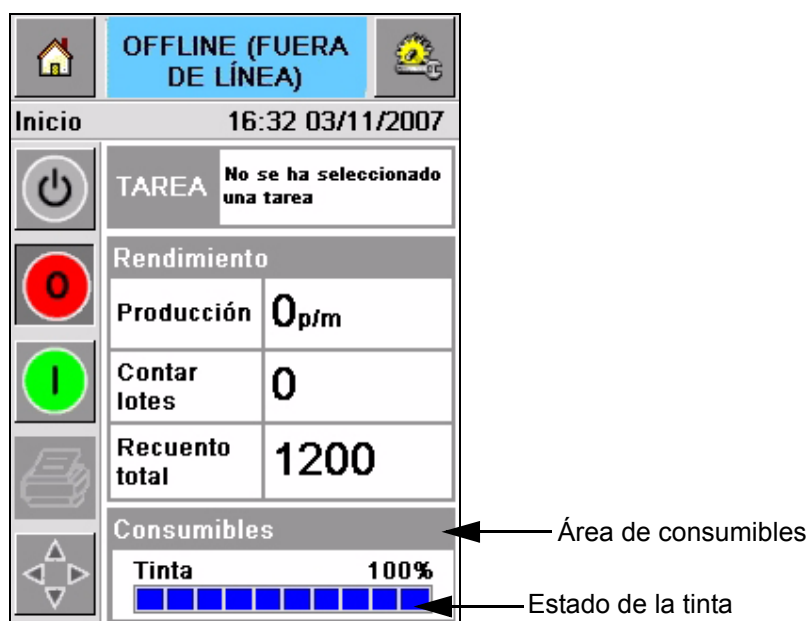 OFFLINE (FUERA
DE LÍNEA)
Inicio 16:32 03/11/2007
TAREA
No se ha seleccionado
una tarea
Rendimiento
Producción 0p/m
Contar
lotes
0
Recuento
total
1200
Consumibles
Área de consumibles
Tinta 100%
Estado de la tinta